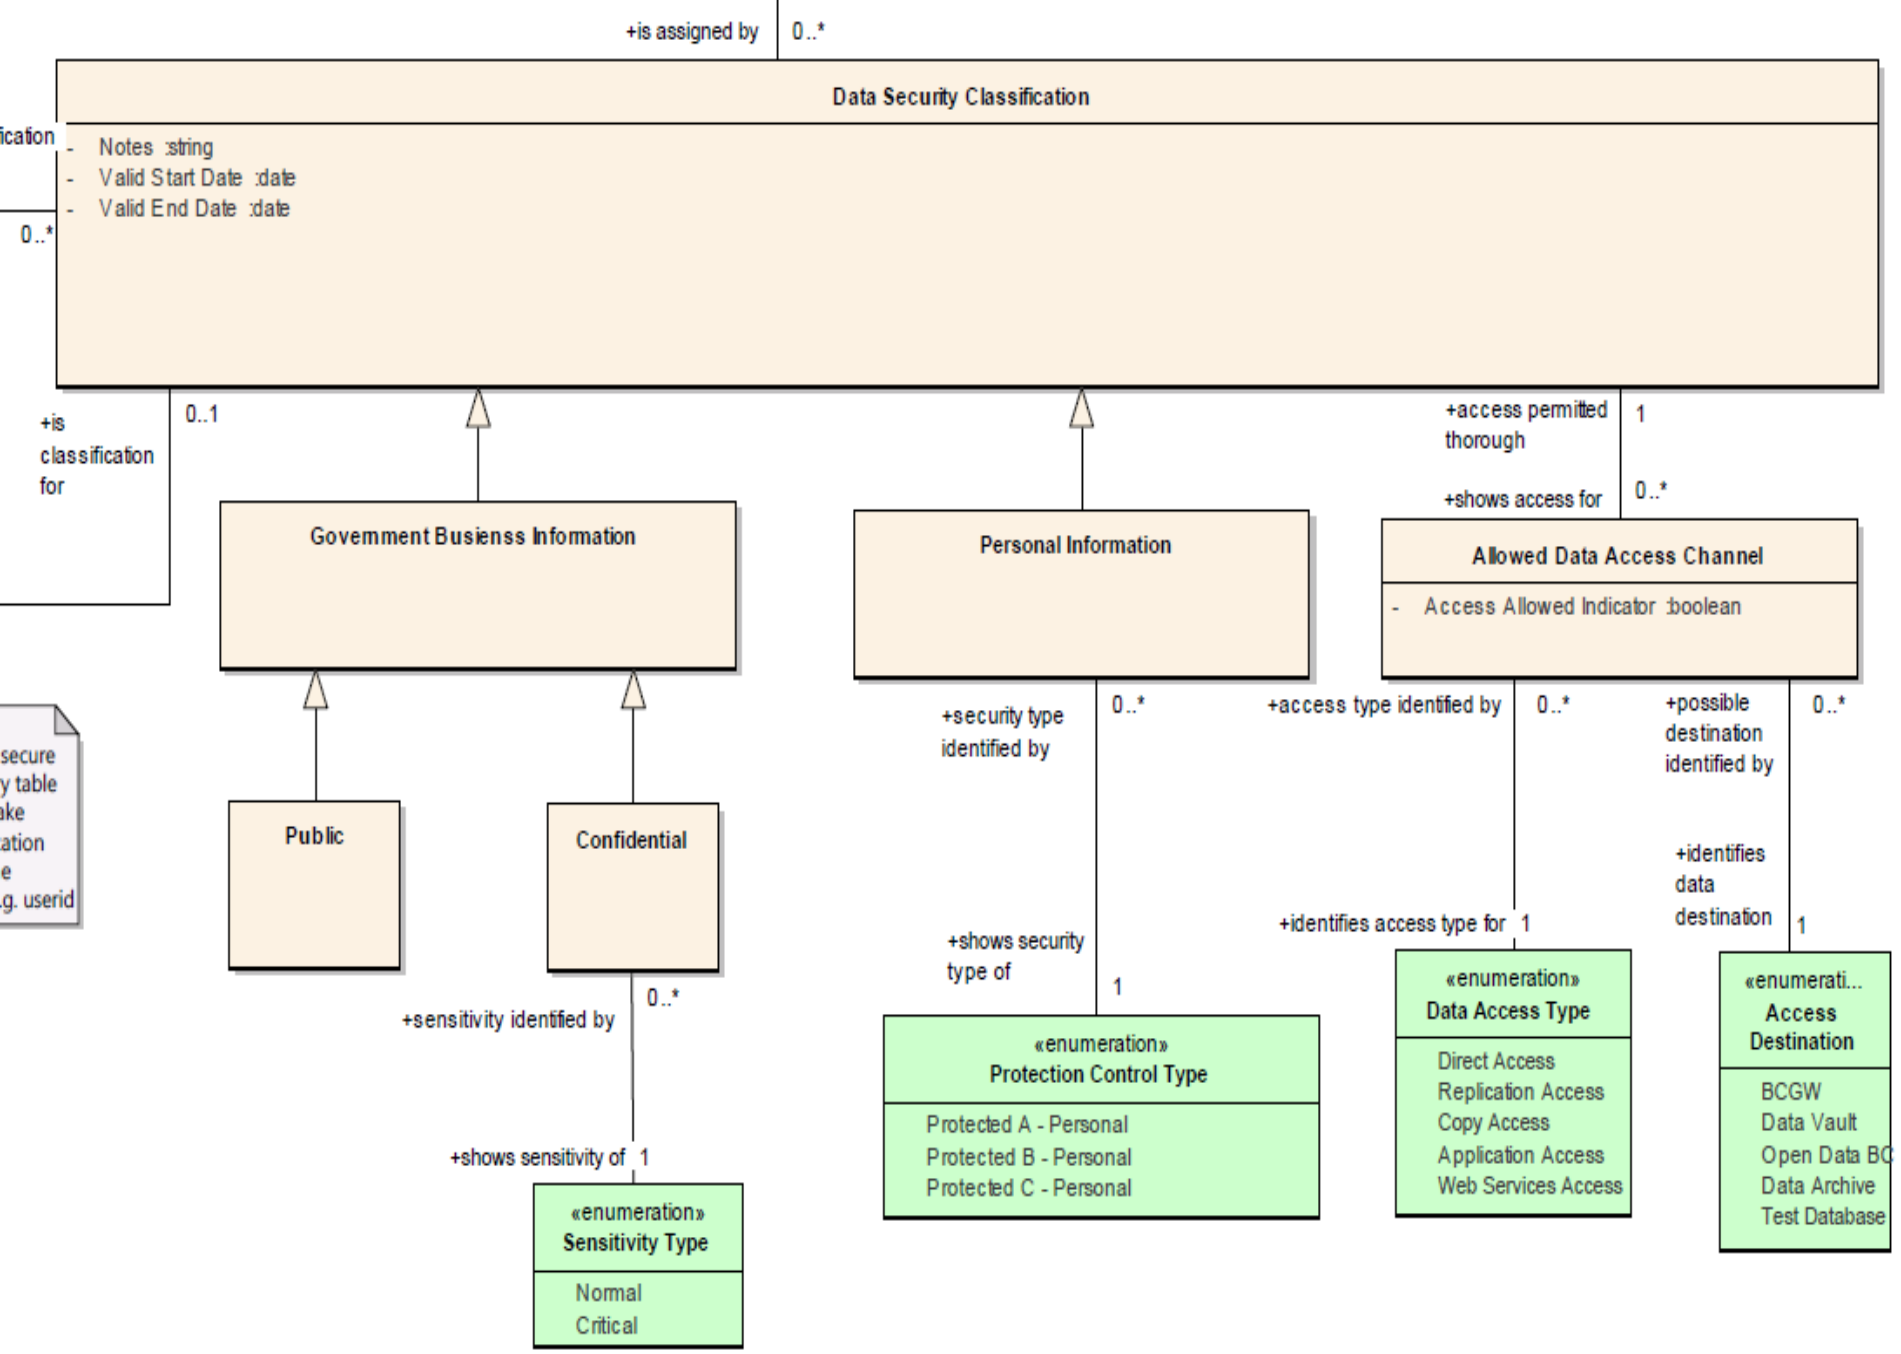 +is assigned by 0..*
Data Security Classification
ication
- Notes :string
- Valid Start Date :date
- Valid End Date :date
0..*
+is
classification
for
0..1
+access permitted
thorough
1
+shows access for
0..*
Government Busienss Information
Personal Information
Allowed Data Access Channel
- Access Allowed Indicator :boolean
+security type
identified by
0..*
+access type identified by
0..*
+possible
destination
identified by
0..*
secure
y table
ake
ation
e
.g. userid
Public
Confidential
+identifies
data
destination
1
+identifies access type for 1
+shows security
type of
1
0..*
+sensitivity identified by
«enumeration»
Data Access Type
Direct Access
Replication Access
Copy Access
Application Access
Web Services Access
«enumerati...
Access
Destination
BCGW
Data Vault
Open Data BC
Data Archive
Test Database
«enumeration»
Protection Control Type
Protected A - Personal
Protected B - Personal
Protected C - Personal
+shows sensitivity of 1
«enumeration»
Sensitivity Type
Normal
Critical